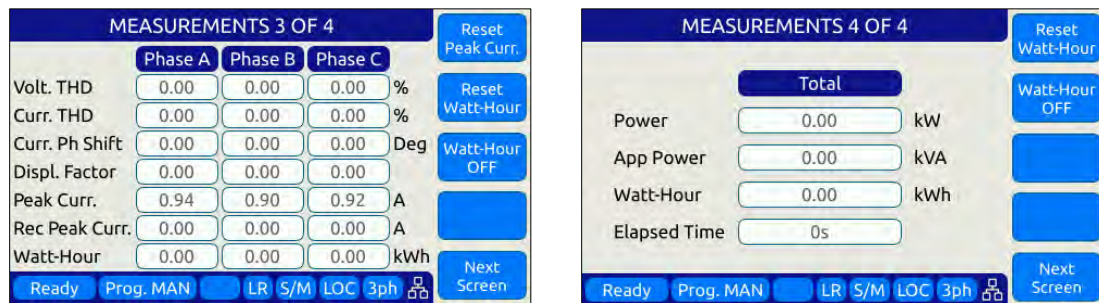 MEASUREMENTS 3 OF 4
Reset Peak Curr.
Phase A Phase B Phase C
Volt. THD 0.00 0.00 0.00 %
Reset Watt-Hour
Curr. THD 0.00 0.00 0.00 %
Curr. Ph Shift 0.00 0.00 0.00 Deg
Watt-Hour OFF
Displ. Factor 0.00 0.00 0.00
Peak Curr. 0.94 0.90 0.92 A
Rec Peak Curr. 0.00 0.00 0.00 A
Watt-Hour 0.00 0.00 0.00 kWh
Next Screen
Ready Prog. MAN LR S/M LOC 3ph
MEASUREMENTS 4 OF 4
Reset Watt-Hour
Total
Watt-Hour OFF
Power 0.00 kW
App Power 0.00 kVA
Watt-Hour 0.00 kWh
Elapsed Time 0s
Next Screen
Ready Prog. MAN LR S/M LOC 3ph